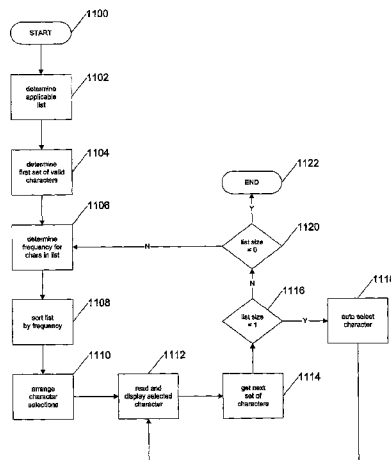 1100
START
1102
determine
applicable
list
1104
determine
first set of valid
characters
1106
determine
frequency for
chars in list
1108
sort list
by frequency
1110
arrange
character
selections
1112
read and
display selected
character
1114
get next
set of
characters
1116
list size
= 1
N
Y
1118
auto select
character
1120
list size
= 0
N
Y
1122
END